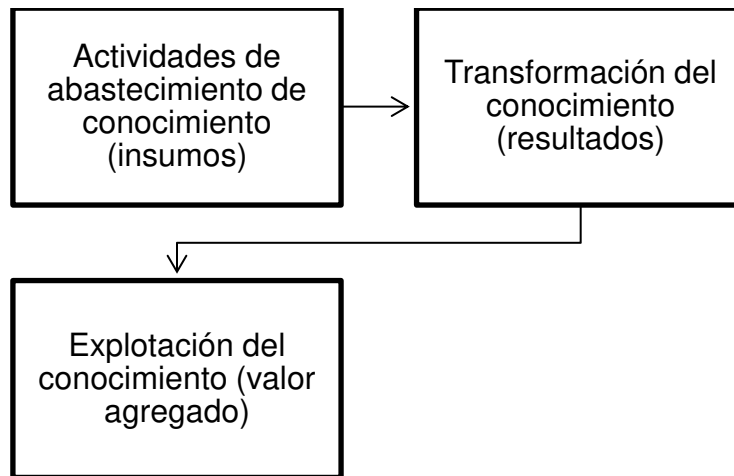 Actividades de
abastecimiento de
conocimiento
(insumos)
Transformación del
conocimiento
(resultados)
Explotación del
conocimiento (valor
agregado)